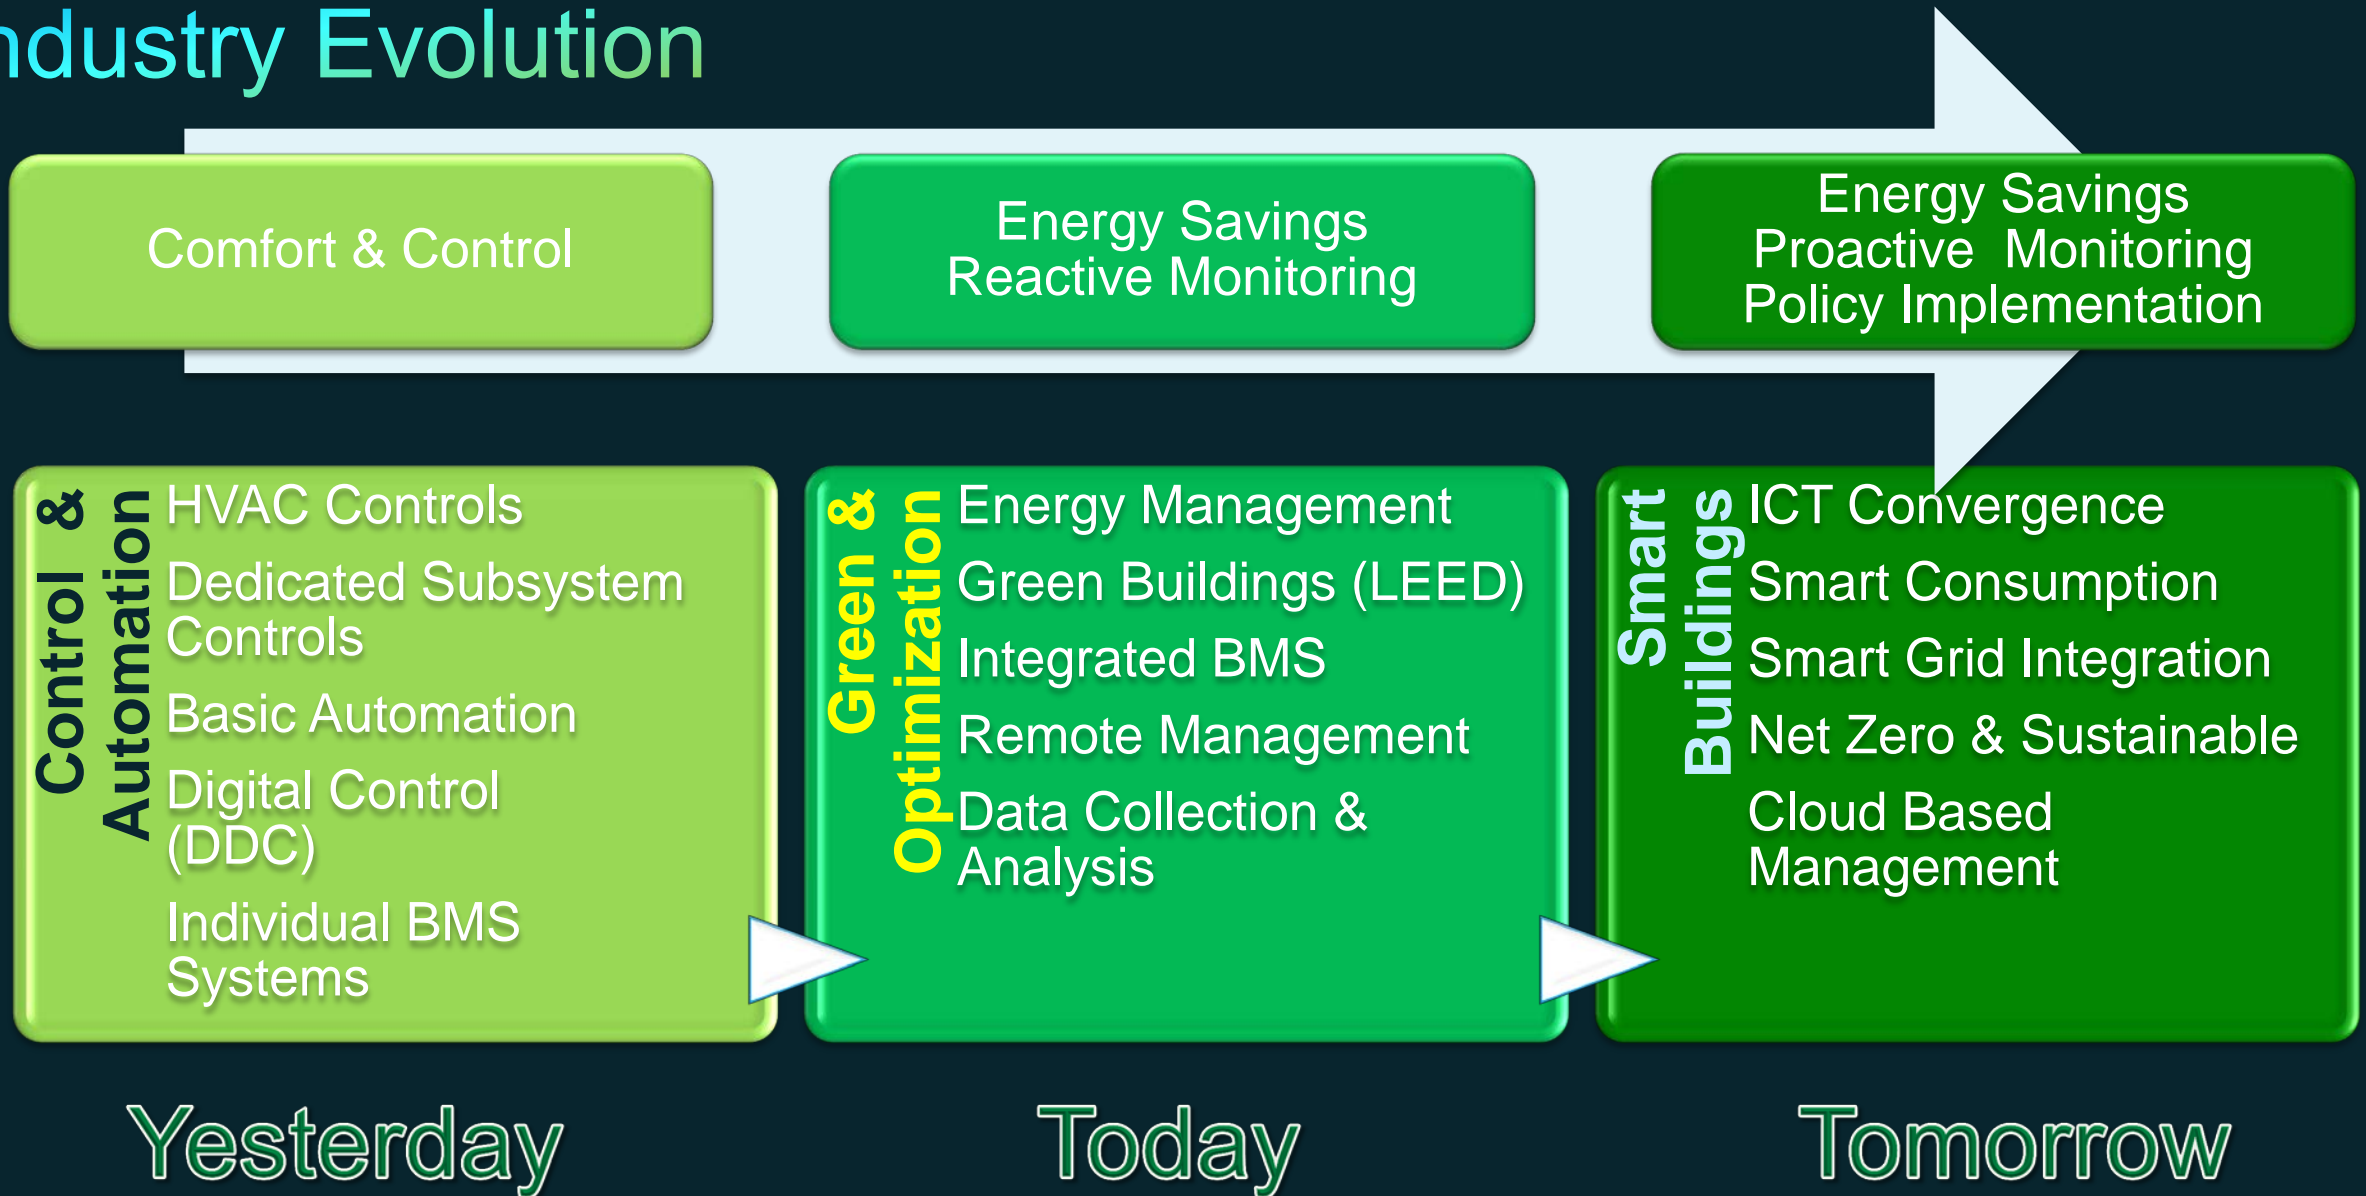 ndustry Evolution
Comfort & Control
Energy Savings
Reactive Monitoring
Energy Savings
Proactive  Monitoring
Policy Implementation
Control  &
Automation
HVAC Controls
Dedicated Subsystem
Controls
Basic Automation
Digital Control
(DDC)
Individual BMS
Systems
Green &
Optimization
Energy Management
Green Buildings (LEED)
Integrated BMS
Remote Management
Data Collection &
Analysis
Smart
Buildings
ICT Convergence
Smart Consumption
Smart Grid Integration
Net Zero & Sustainable
Cloud Based
Management
Yesterday
Today
Tomorrow